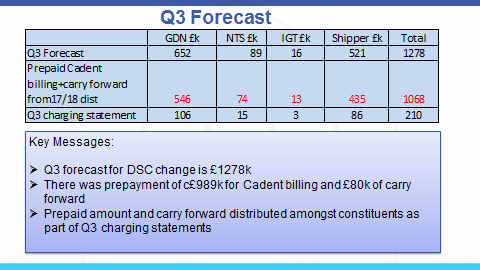 Q3 Forecast
GDN £k NTS £k IGT£k Shipper £k Total
Q3 Forecast 652 89 16 521 1278
Prepaid Cadent
billing+carry forward
from17/18 dist 546 74 13 435 1068
Q3 charging statement 106 15 3 86 210
Key Messages:
➢ Q3 forecast for DSC change is £1278k
➢ There was prepayment of c£989k for Cadent billing and £80k of carry
forward
➢ Prepaid amount and carry forward distributed amongst constituents as
part of Q3 charging statements